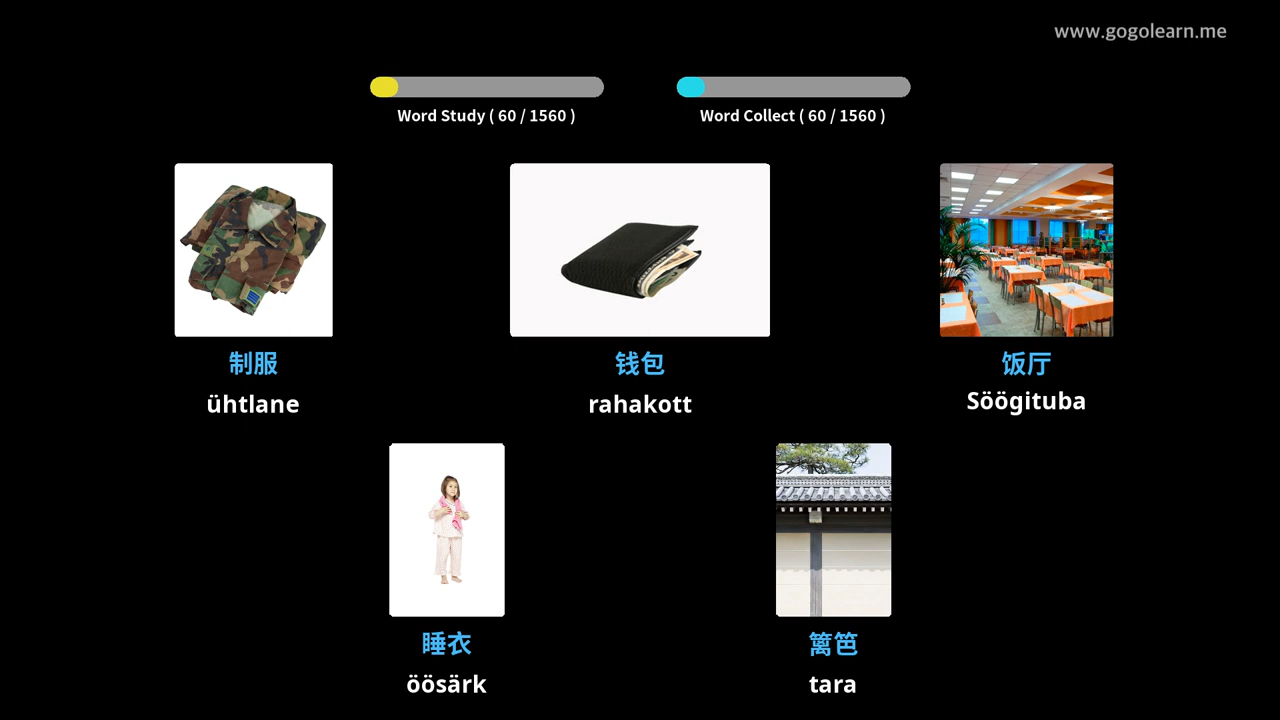 www.gogolearn.me
Word Study ( 60 / 1560 )
Word Collect ( 60 / 1560 )
制服
钱包
饭厅
ühtlane
rahakott
Söögituba
睡衣
篱笆
öösärk
tara